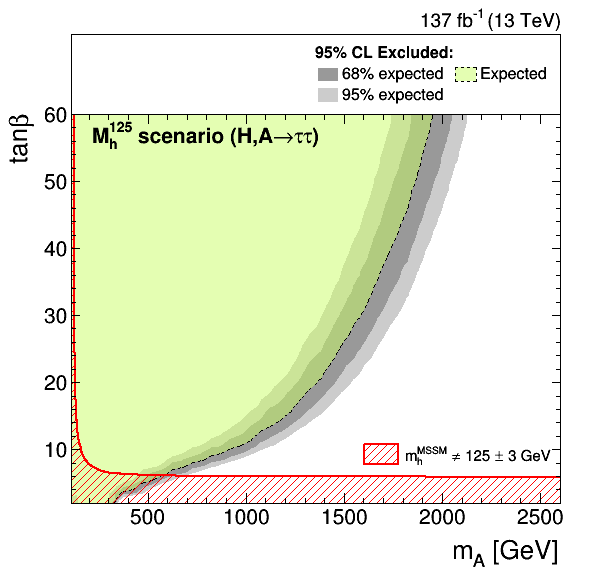 137 fb⁻¹ (13 TeV)
95% CL Excluded:
68% expected
Expected
95% expected
tanβ
M_h^125 scenario (H,A→ττ)
60
50
40
30
20
10
m_h^MSSM ≠ 125 ± 3 GeV
500
1000
1500
2000
2500
m_A [GeV]